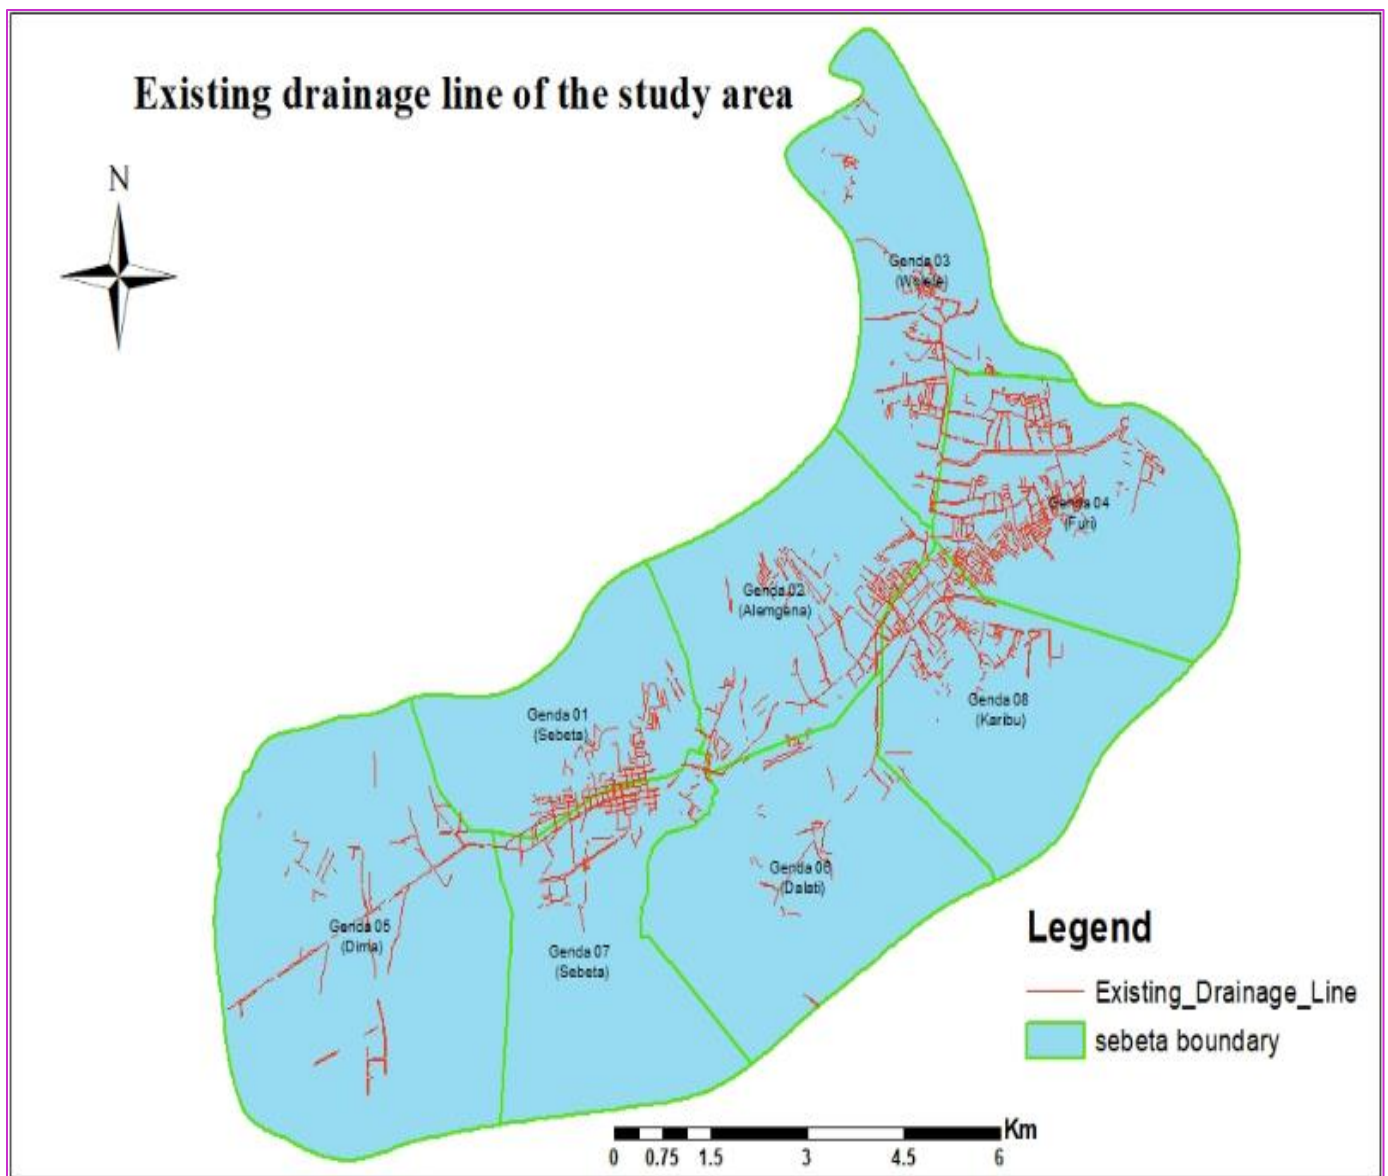 Existing drainage line of the study area
N
Genda 03
(Welete)
Genda 04
(Furi)
Genda 02
(Alemgena)
Genda 08
(Karibu)
Genda 01
(Sebeta)
Genda 06
(Dalati)
Genda 05
(Dima)
Genda 07
(Sebeta)
Legend
Existing_Drainage_Line
sebeta boundary
Km
0 0.75 1.5 3 4.5 6